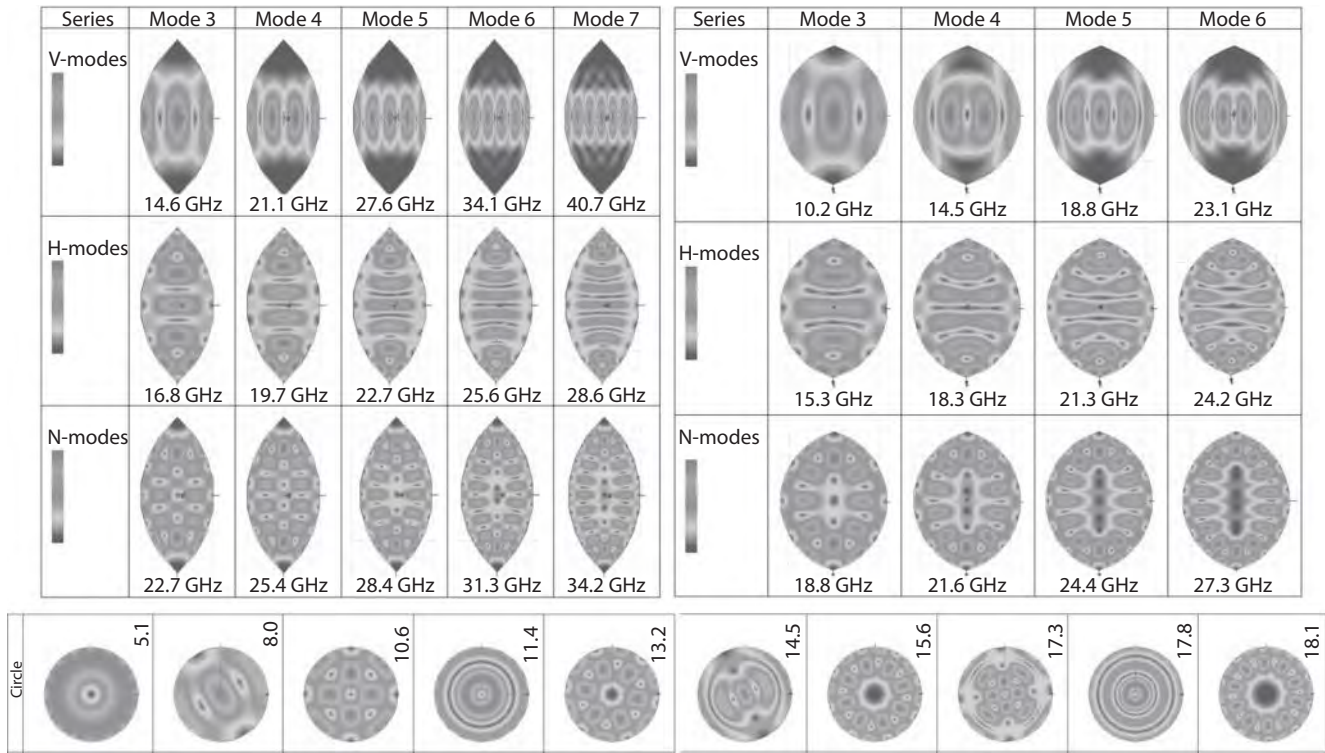 Series Mode 3 Mode 4 Mode 5 Mode 6 Mode 7
V-modes
14.6 GHz 21.1 GHz 27.6 GHz 34.1 GHz 40.7 GHz
H-modes
16.8 GHz 19.7 GHz 22.7 GHz 25.6 GHz 28.6 GHz
N-modes
22.7 GHz 25.4 GHz 28.4 GHz 31.3 GHz 34.2 GHz
Series Mode 3 Mode 4 Mode 5 Mode 6
V-modes
10.2 GHz 14.5 GHz 18.8 GHz 23.1 GHz
H-modes
15.3 GHz 18.3 GHz 21.3 GHz 24.2 GHz
N-modes
18.8 GHz 21.6 GHz 24.4 GHz 27.3 GHz
Circle 5.1 8.0 10.6 11.4 13.2 14.5 15.6 17.3 17.8 18.1